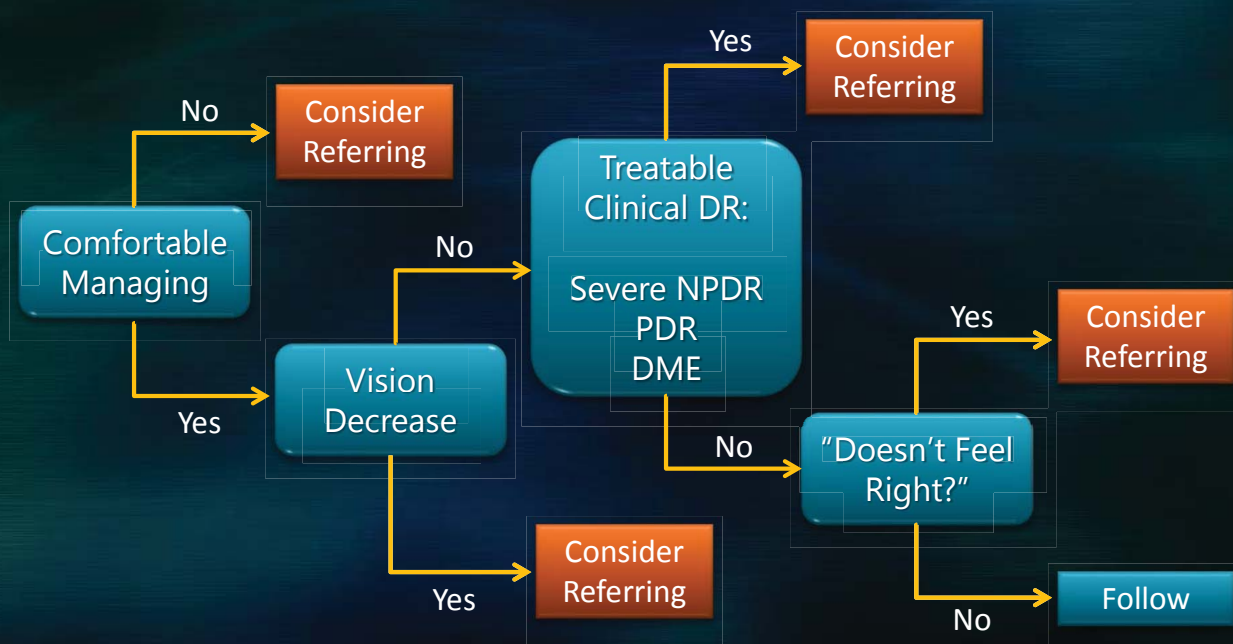 Yes
Consider
Referring
No
Consider
Referring
Treatable
Clinical DR:
Severe NPDR
PDR
DME
Comfortable
Managing
No
Yes
Vision
Decrease
Yes
Consider
Referring
No
"Doesn't Feel
Right?"
Yes
Consider
Referring
No
Follow